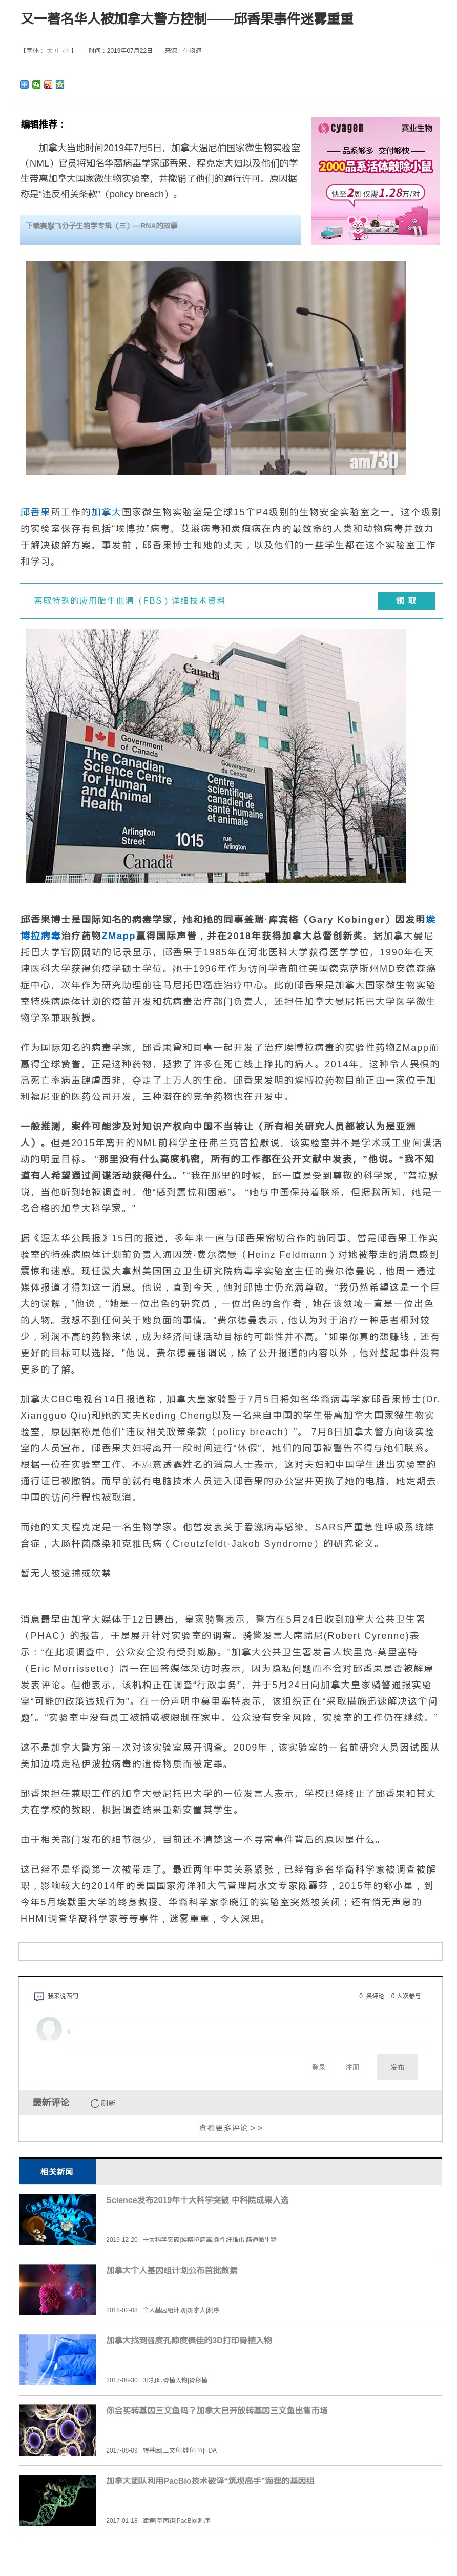 又一著名华人被加拿大警方控制——邱香果事件迷雾重重
【字体： 大 中 小 】 时间：2019年07月22日 来源：生物通
编辑推荐：
加拿大当地时间2019年7月5日，加拿大温尼伯国家微生物实验室
（NML）官员将知名华裔病毒学家邱香果、程克定夫妇以及他们的学
生带离加拿大国家微生物实验室，并撤销了他们的通行许可。原因据
称是“违反相关条款”（policy breach）。
cyagen 赛业生物
—— 品系够多 交付够快 ——
2000品系活体敲除小鼠
快至2周 仅需1.28万/对
下载赛默飞分子生物学专辑（三）—RNA的故事
am730
邱香果所工作的加拿大国家微生物实验室是全球15个P4级别的生物安全实验室之一。这个级别
的实验室保存有包括“埃博拉”病毒、艾滋病毒和炭疽病在内的最致命的人类和动物病毒并致力
于解决破解方案。事发前，邱香果博士和她的丈夫，以及他们的一些学生都在这个实验室工作
和学习。
索取特殊的应用胎牛血清（FBS）详细技术资料
领 取
Canada
Government of Canada
Gouvernement du Canada
The Canadian Science Centre for Human and Animal Health
Centre scientifique canadien de santé humaine et animale
Arlington Street 1015 rue Arlington
Canada
邱香果博士是国际知名的病毒学家，她和她的同事盖瑞·库宾格（Gary Kobinger）因发明埃
博拉病毒治疗药物ZMapp赢得国际声誉，并在2018年获得加拿大总督创新奖。据加拿大曼尼
托巴大学官网网站的记录显示，邱香果于1985年在河北医科大学获得医学学位，1990年在天
津医科大学获得免疫学硕士学位。她于1996年作为访问学者前往美国德克萨斯州MD安德森癌
症中心，次年作为研究助理前往马尼托巴癌症治疗中心。此前邱香果是加拿大国家微生物实验
室特殊病原体计划的疫苗开发和抗病毒治疗部门负责人，还担任加拿大曼尼托巴大学医学微生
物学系兼职教授。
作为国际知名的病毒学家，邱香果曾和同事一起开发了治疗埃博拉病毒的实验性药物ZMapp而
赢得全球赞誉，正是这种药物，拯救了许多在死亡线上挣扎的病人。2014年，这种令人畏惧的
高死亡率病毒肆虐西非，夺走了上万人的生命。邱香果发明的埃博拉药物目前正由一家位于加
利福尼亚的医药公司开发，三种潜在的竞争药物也在开发中。
一般推测，案件可能涉及对知识产权向中国不当转让（所有相关研究人员都被认为是亚洲
人）。但是2015年离开的NML前科学主任弗兰克普拉默说，该实验室并不是学术或工业间谍活
动的明显目标。 “那里没有什么高度机密，所有的工作都在公开文献中发表，”他说。“我不知
道有人希望通过间谍活动获得什么。”“我在那里的时候，邱一直是受到尊敬的科学家，”普拉默
说，当他听到她被调查时，他“感到震惊和困惑”。 “她与中国保持着联系，但据我所知，她是一
名合格的加拿大科学家。”
据《渥太华公民报》15日的报道，多年来一直与邱香果密切合作的前同事、曾是邱香果工作实
验室的特殊病原体计划前负责人海因茨·费尔德曼（Heinz Feldmann）对她被带走的消息感到
震惊和迷惑。现任蒙大拿州美国国立卫生研究院病毒学实验室主任的费尔德曼说，他周一通过
媒体报道才得知这一消息。他说，直到今天，他对邱博士仍充满尊敬。“我仍然希望这是一个巨
大的误解，”他说，“她是一位出色的研究员，一位出色的合作者，她在该领域一直是一位出色
的人物。我想不到任何关于她负面的事情。”费尔德曼表示，他认为对于治疗一种患者相对较
少，利润不高的药物来说，成为经济间谍活动目标的可能性并不高。“如果你真的想赚钱，还有
更好的目标可以选择。”他说。费尔德曼强调说，除了公开报道的内容以外，他对整起事件没有
更多的了解。
加拿大CBC电视台14日报道称，加拿大皇家骑警于7月5日将知名华裔病毒学家邱香果博士(Dr.
Xiangguo Qiu)和她的丈夫Keding Cheng以及一名来自中国的学生带离加拿大国家微生物实
验室，原因据称是他们“违反相关政策条款（policy breach）”。 7月8日加拿大警方向该实验
室的人员宣布，邱香果夫妇将离开一段时间进行“休假”，她们的同事被警告不得与她们联系。
根据一位在实验室工作、不愿意透露姓名的消息人士表示，这对夫妇和中国学生进出实验室的
通行证已被撤销。而早前就有电脑技术人员进入邱香果的办公室并更换了她的电脑，她定期去
中国的访问行程也被取消。
而她的丈夫程克定是一名生物学家。他曾发表关于爱滋病毒感染、SARS严重急性呼吸系统综
合症，大肠杆菌感染和克雅氏病（Creutzfeldt-Jakob Syndrome）的研究论文。
暂无人被逮捕或软禁
消息最早由加拿大媒体于12日曝出，皇家骑警表示，警方在5月24日收到加拿大公共卫生署
（PHAC）的报告，于是展开针对实验室的调查。骑警发言人席瑞尼(Robert Cyrenne)表
示：“在此项调查中，公众安全没有受到威胁。”加拿大公共卫生署发言人埃里克·莫里塞特
（Eric Morrissette）周一在回答媒体采访时表示，因为隐私问题而不会对邱香果是否被解雇
发表评论。但他表示，该机构正在调查“行政事务”，并于5月24日向加拿大皇家骑警通报实验
室“可能的政策违规行为”。在一份声明中莫里塞特表示，该组织正在“采取措施迅速解决这个问
题”。“实验室中没有员工被捕或被限制在家中。公众没有安全风险，实验室的工作仍在继续。”
这不是加拿大警方第一次对该实验室展开调查。2009年，该实验室的一名前研究人员因试图从
美加边境走私伊波拉病毒的遗传物质而被定罪。
邱香果担任兼职工作的加拿大曼尼托巴大学的一位发言人表示，学校已经终止了邱香果和其丈
夫在学校的教职，根据调查结果重新安置其学生。
由于相关部门发布的细节很少，目前还不清楚这一不寻常事件背后的原因是什么。
这已经不是华裔第一次被带走了。最近两年中美关系紧张，已经有多名华裔科学家被调查被解
职，影响较大的2014年的美国国家海洋和大气管理局水文专家陈霞芬，2015年的郗小星，到
今年5月埃默里大学的终身教授、华裔科学家李晓江的实验室突然被关闭；还有悄无声息的
HHMI调查华裔科学家等等事件，迷雾重重，令人深思。
我来说两句 0 条评论 0 人次参与
登录 注册 发布
最新评论 刷新
查看更多评论 > >
相关新闻
Science发布2019年十大科学突破 中科院成果入选
2019-12-20 十大科学突破|埃博拉病毒|囊性纤维化|肠道微生物
加拿大个人基因组计划公布首批数据
2018-02-08 个人基因组计划|加拿大|测序
加拿大找到强度孔隙度俱佳的3D打印骨植入物
2017-08-30 3D打印骨植入物|骨移植
你会买转基因三文鱼吗？加拿大已开放转基因三文鱼出售市场
2017-08-09 转基因|三文鱼|鲑鱼|鱼|FDA
加拿大团队利用PacBio技术破译“筑坝高手”海狸的基因组
2017-01-18 海狸|基因组|PacBio|测序